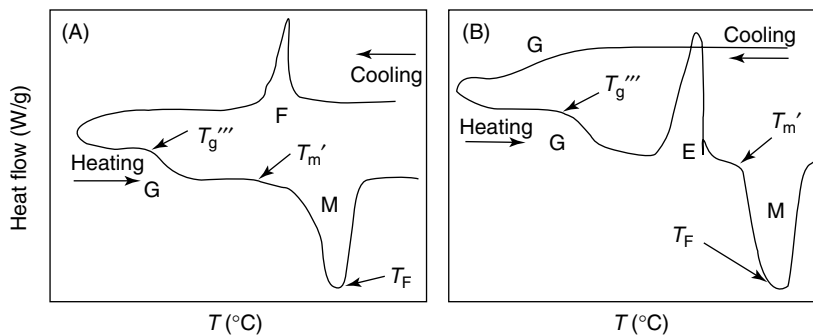 (A)
Cooling
F
T_g'''
T_m'
Heating
G
M
T_F
Heat flow (W/g)
T (°C)
(B)
G
Cooling
T_g'''
Heating
G
E
T_m'
M
T_F
T (°C)